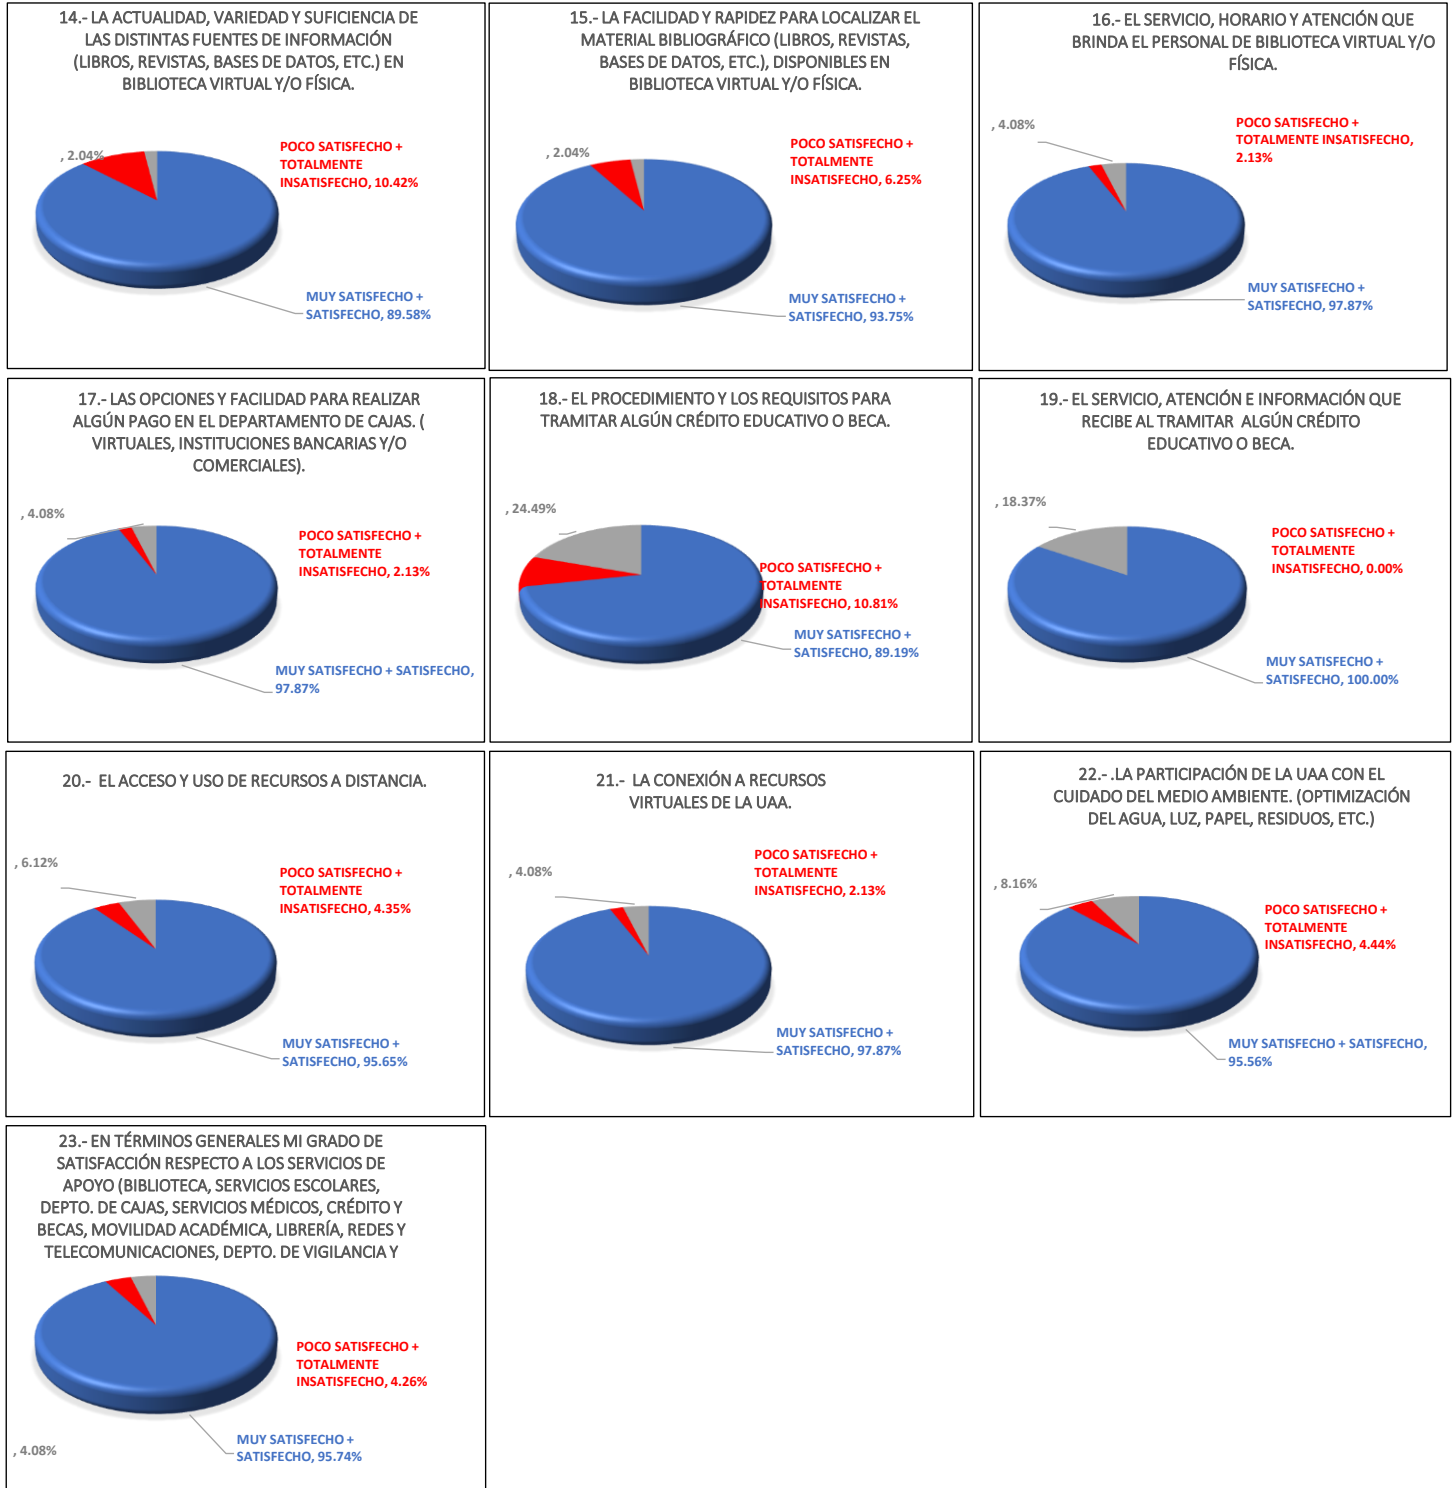 14.- LA ACTUALIDAD, VARIEDAD Y SUFICIENCIA DE
LAS DISTINTAS FUENTES DE INFORMACIÓN
(LIBROS, REVISTAS, BASES DE DATOS, ETC.) EN
BIBLIOTECA VIRTUAL Y/O FÍSICA.
, 2.04%
POCO SATISFECHO +
TOTALMENTE
INSATISFECHO, 10.42%
MUY SATISFECHO +
SATISFECHO, 89.58%
15.- LA FACILIDAD Y RAPIDEZ PARA LOCALIZAR EL
MATERIAL BIBLIOGRÁFICO (LIBROS, REVISTAS,
BASES DE DATOS, ETC.), DISPONIBLES EN
BIBLIOTECA VIRTUAL Y/O FÍSICA.
, 2.04%
POCO SATISFECHO +
TOTALMENTE
INSATISFECHO, 6.25%
MUY SATISFECHO +
SATISFECHO, 93.75%
16.- EL SERVICIO, HORARIO Y ATENCIÓN QUE
BRINDA EL PERSONAL DE BIBLIOTECA VIRTUAL Y/O
FÍSICA.
, 4.08%
POCO SATISFECHO +
TOTALMENTE INSATISFECHO,
2.13%
MUY SATISFECHO +
SATISFECHO, 97.87%
17.- LAS OPCIONES Y FACILIDAD PARA REALIZAR
ALGÚN PAGO EN EL DEPARTAMENTO DE CAJAS. (
VIRTUALES, INSTITUCIONES BANCARIAS Y/O
COMERCIALES).
, 4.08%
POCO SATISFECHO +
TOTALMENTE
INSATISFECHO, 2.13%
MUY SATISFECHO + SATISFECHO,
97.87%
18.- EL PROCEDIMIENTO Y LOS REQUISITOS PARA
TRAMITAR ALGÚN CRÉDITO EDUCATIVO O BECA.
, 24.49%
POCO SATISFECHO +
TOTALMENTE
INSATISFECHO, 10.81%
MUY SATISFECHO +
SATISFECHO, 89.19%
19.- EL SERVICIO, ATENCIÓN E INFORMACIÓN QUE
RECIBE AL TRAMITAR ALGÚN CRÉDITO
EDUCATIVO O BECA.
, 18.37%
POCO SATISFECHO +
TOTALMENTE
INSATISFECHO, 0.00%
MUY SATISFECHO +
SATISFECHO, 100.00%
20.- EL ACCESO Y USO DE RECURSOS A DISTANCIA.
, 6.12%
POCO SATISFECHO +
TOTALMENTE
INSATISFECHO, 4.35%
MUY SATISFECHO +
SATISFECHO, 95.65%
21.- LA CONEXIÓN A RECURSOS
VIRTUALES DE LA UAA.
, 4.08%
POCO SATISFECHO +
TOTALMENTE
INSATISFECHO, 2.13%
MUY SATISFECHO +
SATISFECHO, 97.87%
22.- .LA PARTICIPACIÓN DE LA UAA CON EL
CUIDADO DEL MEDIO AMBIENTE. (OPTIMIZACIÓN
DEL AGUA, LUZ, PAPEL, RESIDUOS, ETC.)
, 8.16%
POCO SATISFECHO +
TOTALMENTE
INSATISFECHO, 4.44%
MUY SATISFECHO + SATISFECHO,
95.56%
23.- EN TÉRMINOS GENERALES MI GRADO DE
SATISFACCIÓN RESPECTO A LOS SERVICIOS DE
APOYO (BIBLIOTECA, SERVICIOS ESCOLARES,
DEPTO. DE CAJAS, SERVICIOS MÉDICOS, CRÉDITO Y
BECAS, MOVILIDAD ACADÉMICA, LIBRERÍA, REDES Y
TELECOMUNICACIONES, DEPTO. DE VIGILANCIA Y
POCO SATISFECHO +
TOTALMENTE
INSATISFECHO, 4.26%
MUY SATISFECHO +
SATISFECHO, 95.74%
, 4.08%